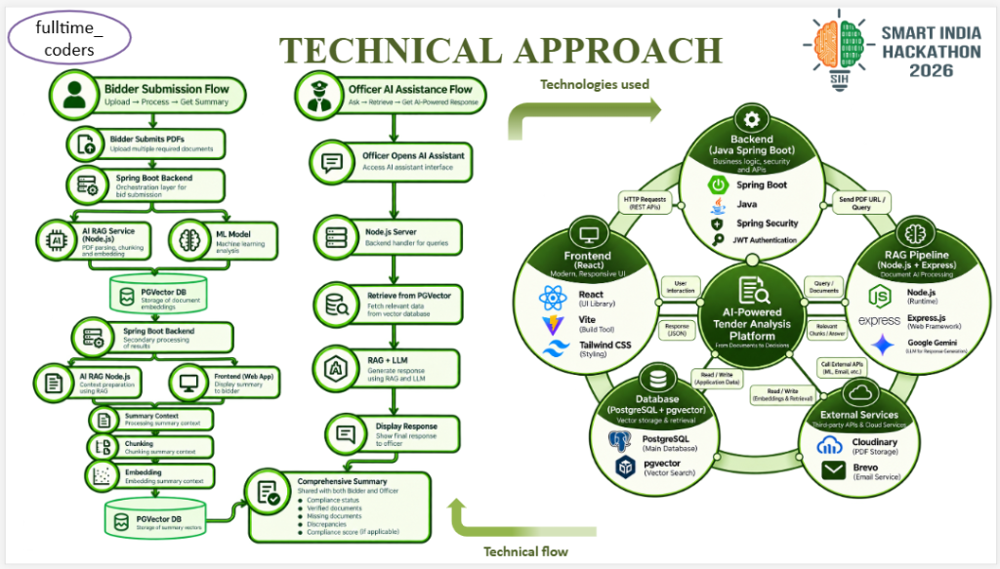 fulltime_
coders
TECHNICAL APPROACH
SIH
SMART INDIA
HACKATHON
2026
Bidder Submission Flow
Upload → Process → Get Summary
Bidder Submits PDFs
Upload multiple required documents
Spring Boot Backend
Orchestration layer for
bid submission
AI RAG Service
(Node.js)
PDF parsing, chunking
and embedding
ML Model
Machine learning
analysis
PGVector DB
Storage of document
embeddings
Spring Boot Backend
Secondary processing
of results
AI RAG Node.js
Context preparation
using RAG
Frontend (Web App)
Display summary
to bidder
Summary Context
Processing summary context
Chunking
Chunking summary context
Embedding
Embedding summary context
PGVector DB
Storage of summary vectors
Officer AI Assistance Flow
Ask → Retrieve → Get AI-Powered Response
Officer Opens AI Assistant
Access AI assistant interface
Node.js Server
Backend handler for queries
Retrieve from PGVector
Fetch relevant data
from vector database
RAG + LLM
Generate response
using RAG and LLM
Display Response
Show final response
to officer
Comprehensive Summary
Shared with both Bidder and Officer
• Compliance status
• Verified documents
• Missing documents
• Discrepancies
• Compliance score (if applicable)
Technologies used
Backend
(Java Spring Boot)
Business logic, security
and APIs
Spring Boot
Java
Spring Security
JWT Authentication
HTTP Requests
(REST APIs)
Send PDF URL /
Query
Frontend
(React)
Modern, Responsive UI
React
(UI Library)
Vite
(Build Tool)
Tailwind CSS
(Styling)
User
Interaction
Response
(JSON)
AI-Powered
Tender Analysis
Platform
From Documents to Decisions
Query /
Documents
Relevant
Chunks / Answer
RAG Pipeline
(Node.js + Express)
Document AI Processing
Node.js
(Runtime)
express
Express.js
(Web Framework)
Google Gemini
(LLM for Response Generation)
Read / Write
(Application Data)
Call External APIs
(ML, Email, etc.)
Read / Write
(Embeddings & Retrieval)
Database
(PostgreSQL + pgvector)
Vector storage & retrieval
PostgreSQL
(Main Database)
pgvector
(Vector Search)
External Services
Third-party APIs & Cloud Services
Cloudinary
(PDF Storage)
Brevo
(Email Service)
Technical flow